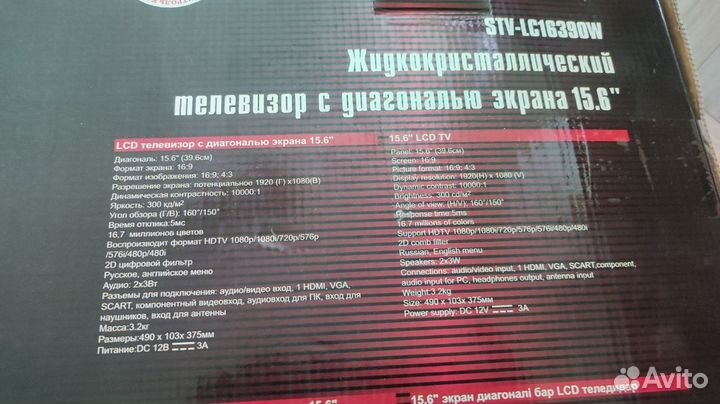 STV-LC16390W
Жидкокристаллический
телевизор с диагональю экрана 15.6"
LCD телевизор с диагональю экрана 15.6"
Диагональ: 15.6" (39.6см)
Формат экрана: 16:9
Формат изображения: 16:9; 4:3
Разрешение экрана: потенциальное 1920 (Г) x1080(В)
Динамическая контрастность: 10000:1
Яркость: 300 кд/м²
Угол обзора (Г/В): 160°/150°
Время отклика:5мс
16.7 миллионов цветов
Воспроизводит формат HDTV 1080p/1080i/720p/576p
/576i/480p/480i
2D цифровой фильтр
Русское, английское меню
Аудио: 2x3Вт
Разъемы для подключения: аудио/видео вход, 1 HDMI, VGA,
SCART, компонентный видеовход, аудиовход для ПК, вход для
наушников, вход для антенны
Масса:3.2кг
Размеры:490 x 103x 375мм
Питание:DC 12В 3А
15.6" LCD TV
Panel: 15.6" (39.6см)
Screen: 16:9
Picture format: 16:9; 4:3
Display resolution: 1920(H) x 1080 (V)
Dynamic contrast: 10000:1
Brightness: 300 cd/m²
Angle of view: (H/V): 160°/150°
Response time:5ms
16.7 millions of colors
Support HDTV 1080p/1080i/720p/576p/576i/480p/480i
2D comb filter
Russian, English menu
Speakers: 2x3W
Connections: audio/video input, 1 HDMI, VGA, SCART,component,
audio input for PC, headphones output, antenna input
Weight:3.2kg
Size: 490 x 103x 375mm
Power supply: DC 12V 3A
15.6"
15.6" экран диагоналі бар LCD теледидар
Avito